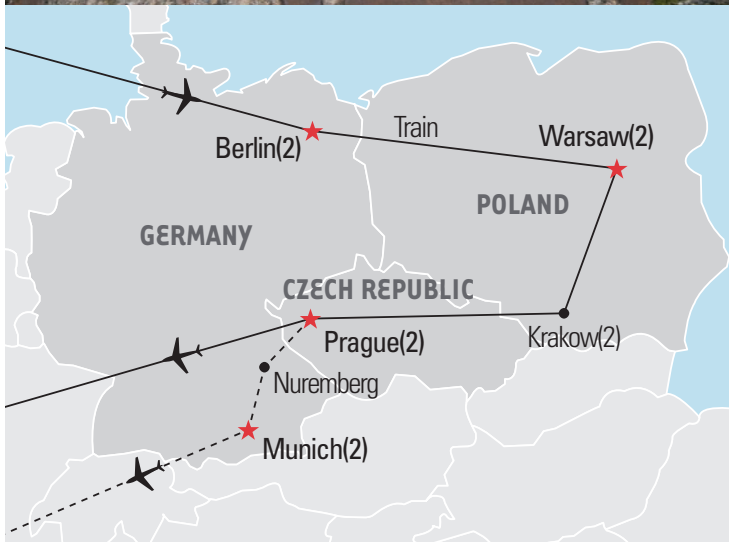 Train
Berlin(2)
Warsaw(2)
POLAND
GERMANY
CZECH REPUBLIC
Prague(2)
Krakow(2)
Nuremberg
Munich(2)